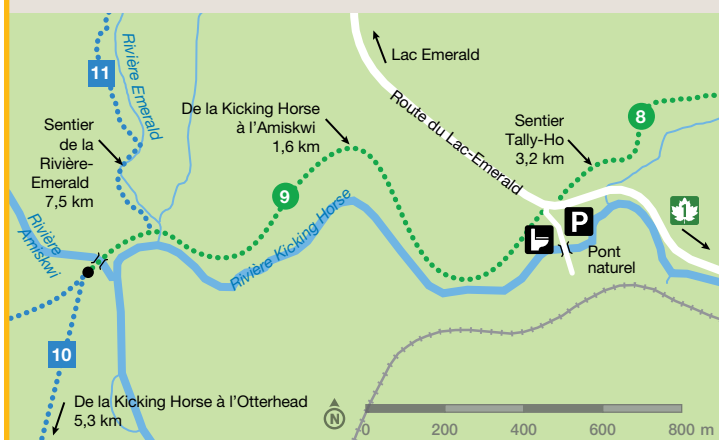 Lac Emerald
11
Rivière Emerald
De la Kicking Horse
à l'Amiskwi
1,6 km
Route du Lac-Emerald
8
Sentier
Tally-Ho
3,2 km
Sentier
de la
Rivière-
Emerald
7,5 km
9
1
P
Rivière
Amiskwi
Rivière Kicking Horse
Pont
naturel
10
De la Kicking Horse à l'Otterhead
5,3 km
N
0 200 400 600 800 m